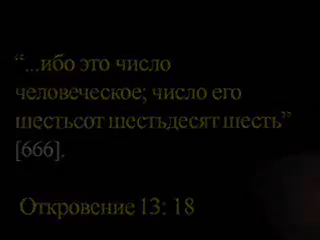 “...ибо это число
человеческое; число его
шестьсот шестьдесят шесть”
[666].
Откровение 13: 18